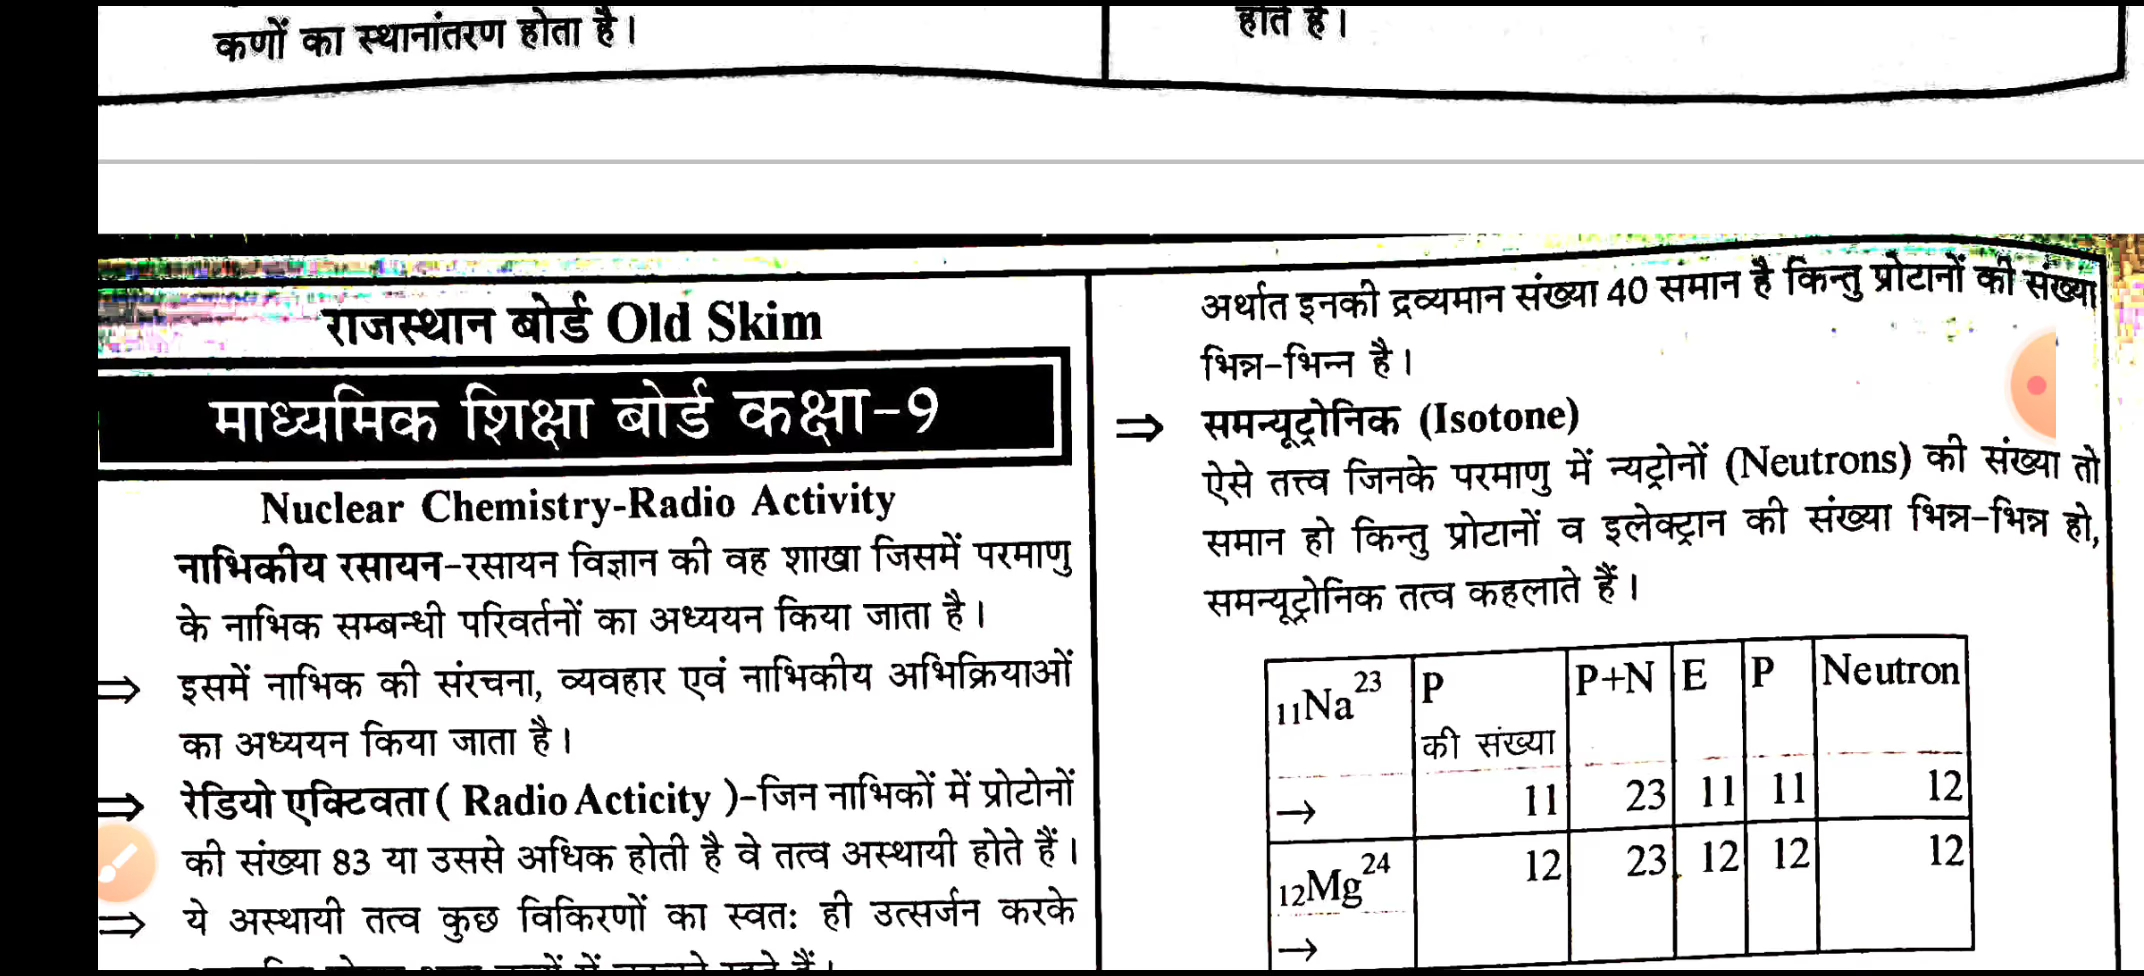 कणों का स्थानांतरण होता है।
होते हैं।
राजस्थान बोर्ड Old Skim
माध्यमिक शिक्षा बोर्ड कक्षा-9
Nuclear Chemistry-Radio Activity
नाभिकीय रसायन-रसायन विज्ञान की वह शाखा जिसमें परमाणु
के नाभिक सम्बन्धी परिवर्तनों का अध्ययन किया जाता है।
⇒ इसमें नाभिक की संरचना, व्यवहार एवं नाभिकीय अभिक्रियाओं
का अध्ययन किया जाता है।
⇒ रेडियो एक्टिवता ( Radio Acticity )-जिन नाभिकों में प्रोटोनों
की संख्या 83 या उससे अधिक होती है वे तत्व अस्थायी होते हैं।
⇒ ये अस्थायी तत्व कुछ विकिरणों का स्वतः ही उत्सर्जन करके
अर्थात इनकी द्रव्यमान संख्या 40 समान है किन्तु प्रोटानों की संख्या
भिन्न-भिन्न है।
⇒ समन्यूट्रोनिक (Isotone)
ऐसे तत्त्व जिनके परमाणु में न्यट्रोनों (Neutrons) की संख्या तो
समान हो किन्तु प्रोटानों व इलेक्ट्रान की संख्या भिन्न-भिन्न हो,
समन्यूट्रोनिक तत्व कहलाते हैं।
₁₁Na²³ P P+N E P Neutron
की संख्या
→ 11 23 11 11 12
₁₂Mg²⁴ 12 23 12 12 12
→